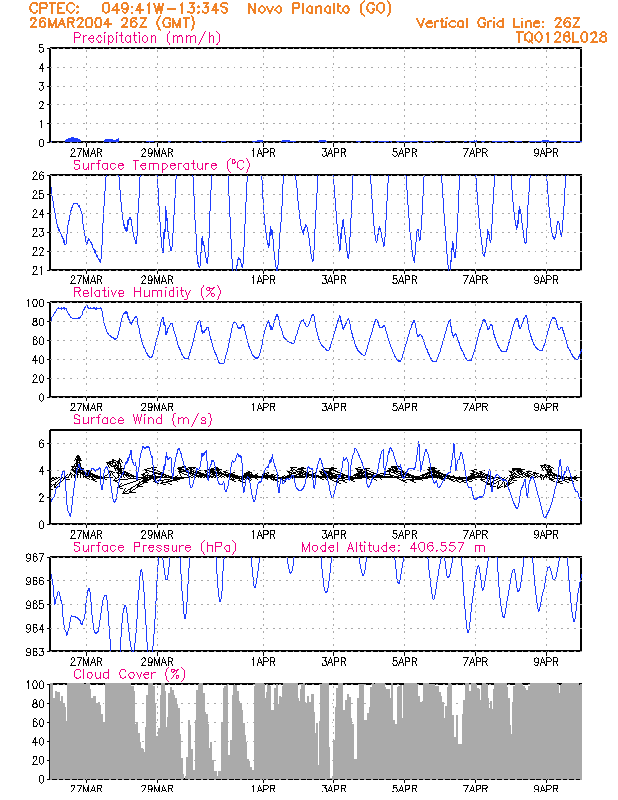 CPTEC: 049:41W-13:34S Novo Planalto (GO)
26MAR2004 26Z (GMT) Vertical Grid Line: 26Z
Precipitation (mm/h) TQ0126L028
5
4
3
2
1
0
27MAR 29MAR 1APR 3APR 5APR 7APR 9APR
Surface Temperature (°C)
26
25
24
23
22
21
27MAR 29MAR 1APR 3APR 5APR 7APR 9APR
Relative Humidity (%)
100
80
60
40
20
0
27MAR 29MAR 1APR 3APR 5APR 7APR 9APR
Surface Wind (m/s)
6
4
2
0
27MAR 29MAR 1APR 3APR 5APR 7APR 9APR
Surface Pressure (hPa) Model Altitude: 406.557 m
967
966
965
964
963
27MAR 29MAR 1APR 3APR 5APR 7APR 9APR
Cloud Cover (%)
100
80
60
40
20
0
27MAR 29MAR 1APR 3APR 5APR 7APR 9APR